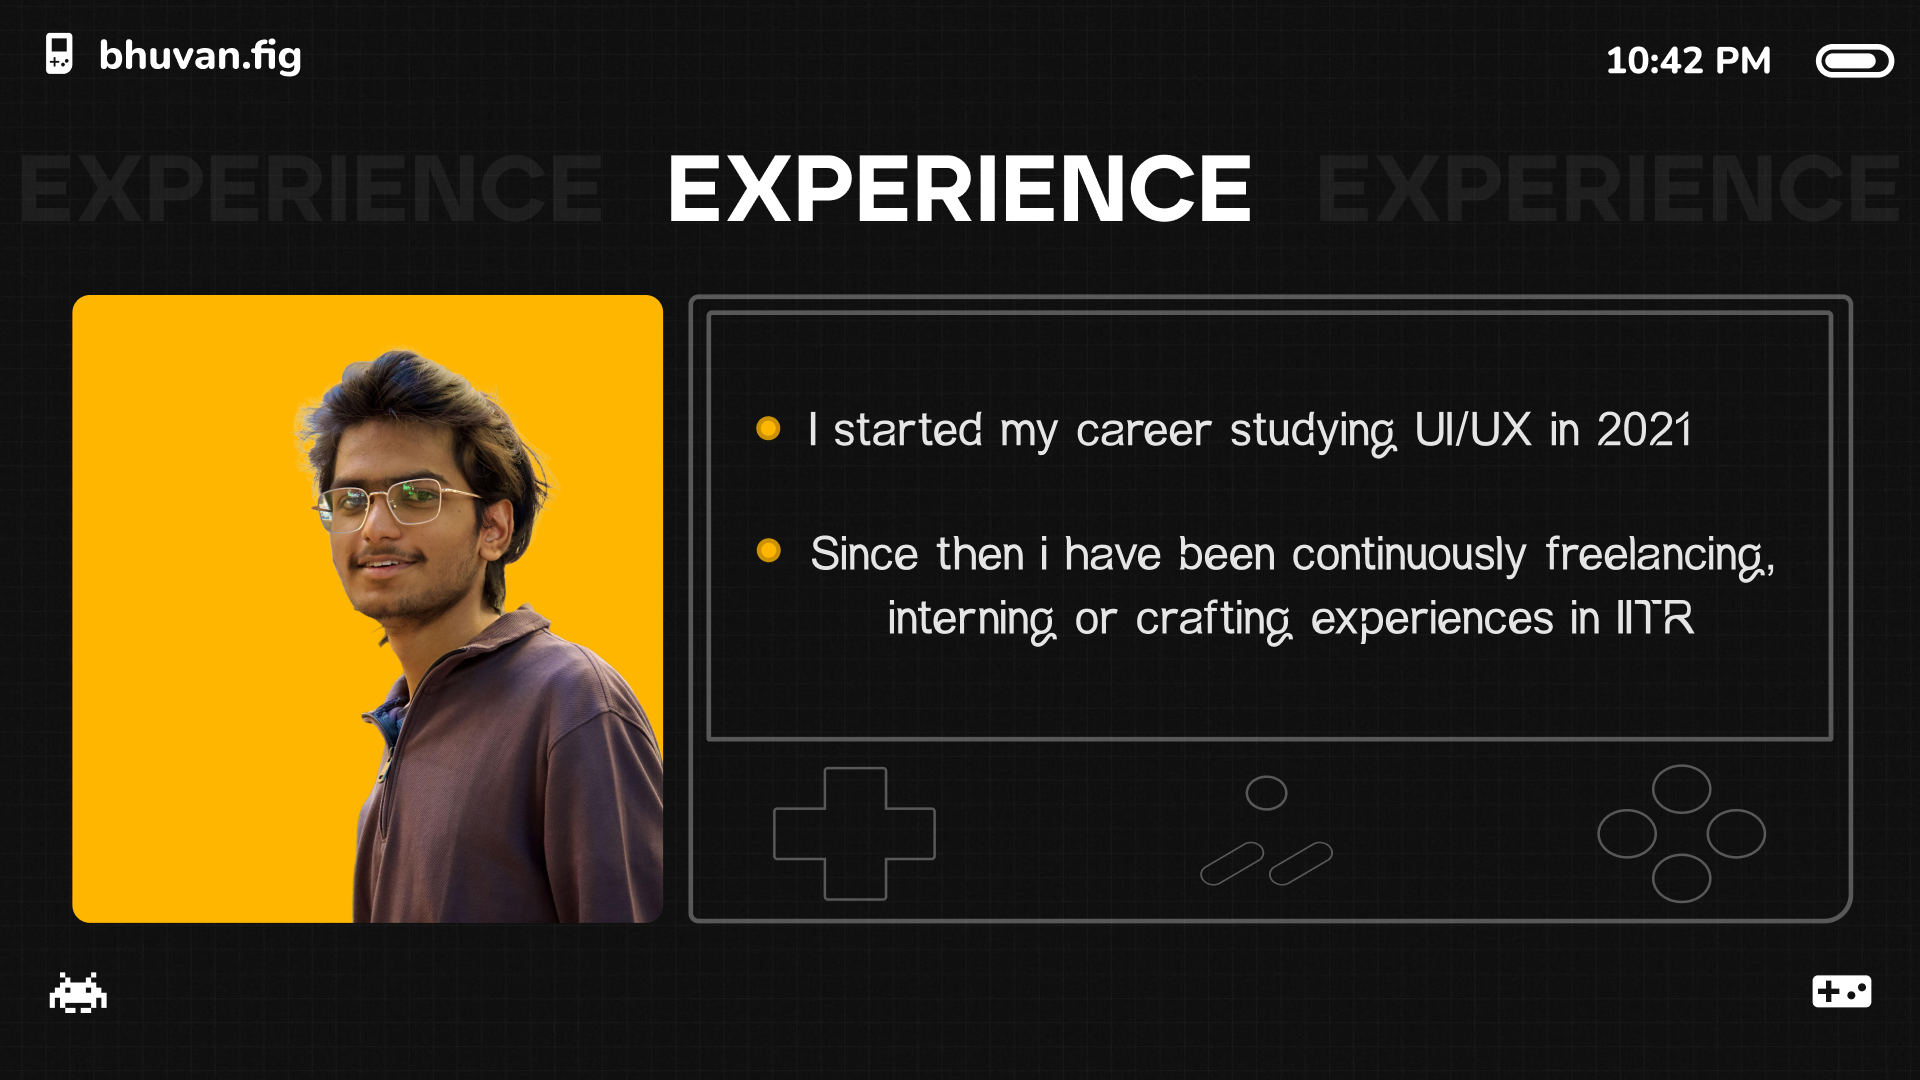 bhuvan.fig
10:42 PM
EXPERIENCE EXPERIENCE EXPERIENCE
I started my career studying UI/UX in 2021
Since then i have been continuously freelancing,
interning or crafting experiences in IITR